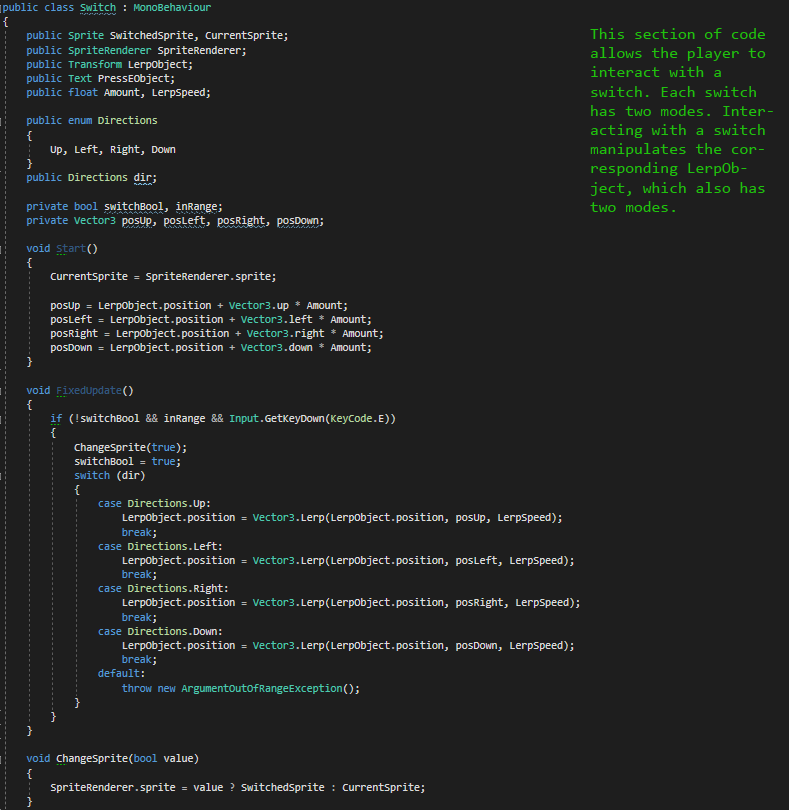 public class Switch : MonoBehaviour
{
    public Sprite SwitchedSprite, CurrentSprite;
    public SpriteRenderer SpriteRenderer;
    public Transform LerpObject;
    public Text PressEObject;
    public float Amount, LerpSpeed;

    public enum Directions
    {
        Up, Left, Right, Down
    }
    public Directions dir;

    private bool switchBool, inRange;
    private Vector3 posUp, posLeft, posRight, posDown;

    void Start()
    {
        CurrentSprite = SpriteRenderer.sprite;

        posUp = LerpObject.position + Vector3.up * Amount;
        posLeft = LerpObject.position + Vector3.left * Amount;
        posRight = LerpObject.position + Vector3.right * Amount;
        posDown = LerpObject.position + Vector3.down * Amount;
    }

    void FixedUpdate()
    {
        if (!switchBool && inRange && Input.GetKeyDown(KeyCode.E))
        {
            ChangeSprite(true);
            switchBool = true;
            switch (dir)
            {
                case Directions.Up:
                    LerpObject.position = Vector3.Lerp(LerpObject.position, posUp, LerpSpeed);
                    break;
                case Directions.Left:
                    LerpObject.position = Vector3.Lerp(LerpObject.position, posLeft, LerpSpeed);
                    break;
                case Directions.Right:
                    LerpObject.position = Vector3.Lerp(LerpObject.position, posRight, LerpSpeed);
                    break;
                case Directions.Down:
                    LerpObject.position = Vector3.Lerp(LerpObject.position, posDown, LerpSpeed);
                    break;
                default:
                    throw new ArgumentOutOfRangeException();
            }
        }
    }

    void ChangeSprite(bool value)
    {
        SpriteRenderer.sprite = value ? SwitchedSprite : CurrentSprite;
    }
This section of code
allows the player to
interact with a
switch. Each switch
has two modes. Inter-
acting with a switch
manipulates the cor-
responding LerpOb-
ject, which also has
two modes.